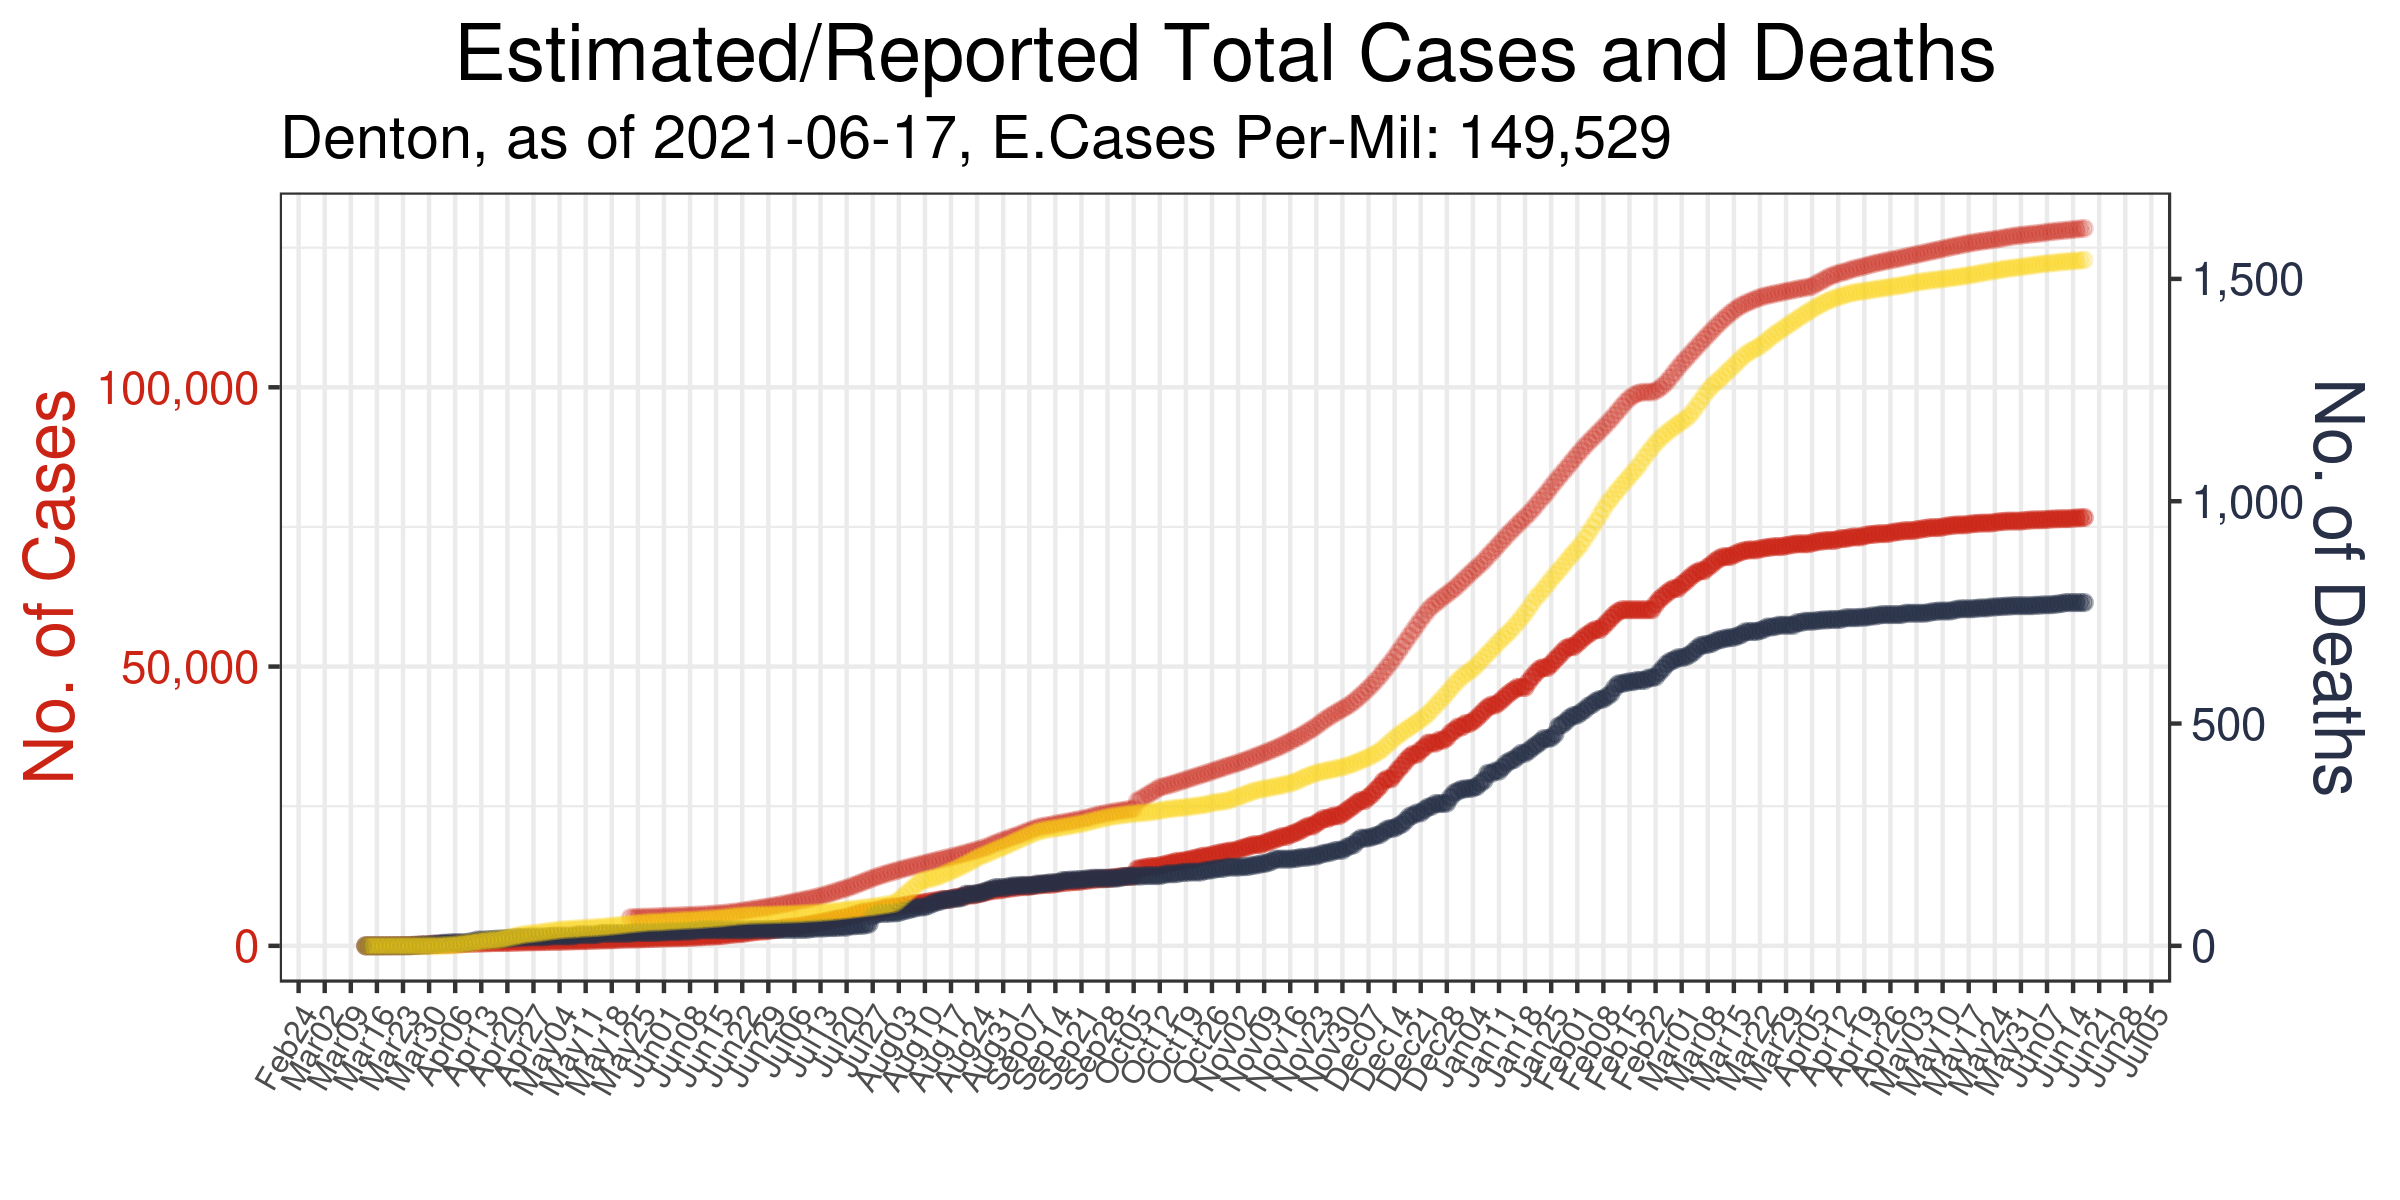 Estimated/Reported Total Cases and Deaths
Denton, as of 2021-06-17, E.Cases Per-Mil: 149,529
No. of Cases
100,000
50,000
0
1,500
1,000
500
0
No. of Deaths
Feb24
Mar02
Mar09
Mar16
Mar23
Mar30
Apr06
Apr13
Apr20
Apr27
May04
May11
May18
May25
Jun01
Jun08
Jun15
Jun22
Jun29
Jul06
Jul13
Jul20
Jul27
Aug03
Aug10
Aug17
Aug24
Aug31
Sep07
Sep14
Sep21
Sep28
Oct05
Oct12
Oct19
Oct26
Nov02
Nov09
Nov16
Nov23
Nov30
Dec07
Dec14
Dec21
Dec28
Jan04
Jan11
Jan18
Jan25
Feb01
Feb08
Feb15
Feb22
Mar01
Mar08
Mar15
Mar22
Mar29
Apr05
Apr12
Apr19
Apr26
May03
May10
May17
May24
May31
Jun07
Jun14
Jun21
Jun28
Jul05